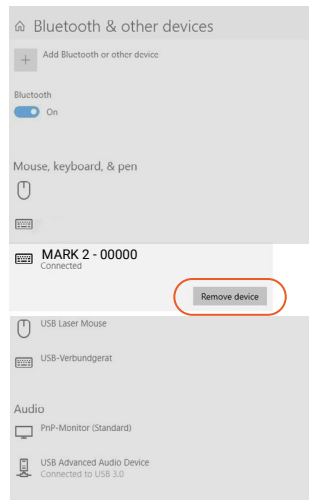 Bluetooth & other devices
Add Bluetooth or other device
Bluetooth
On
Mouse, keyboard, & pen
MARK 2 - 00000
Connected
Remove device
USB Laser Mouse
USB-Verbundgerat
Audio
PnP-Monitor (Standard)
USB Advanced Audio Device
Connected to USB 3.0